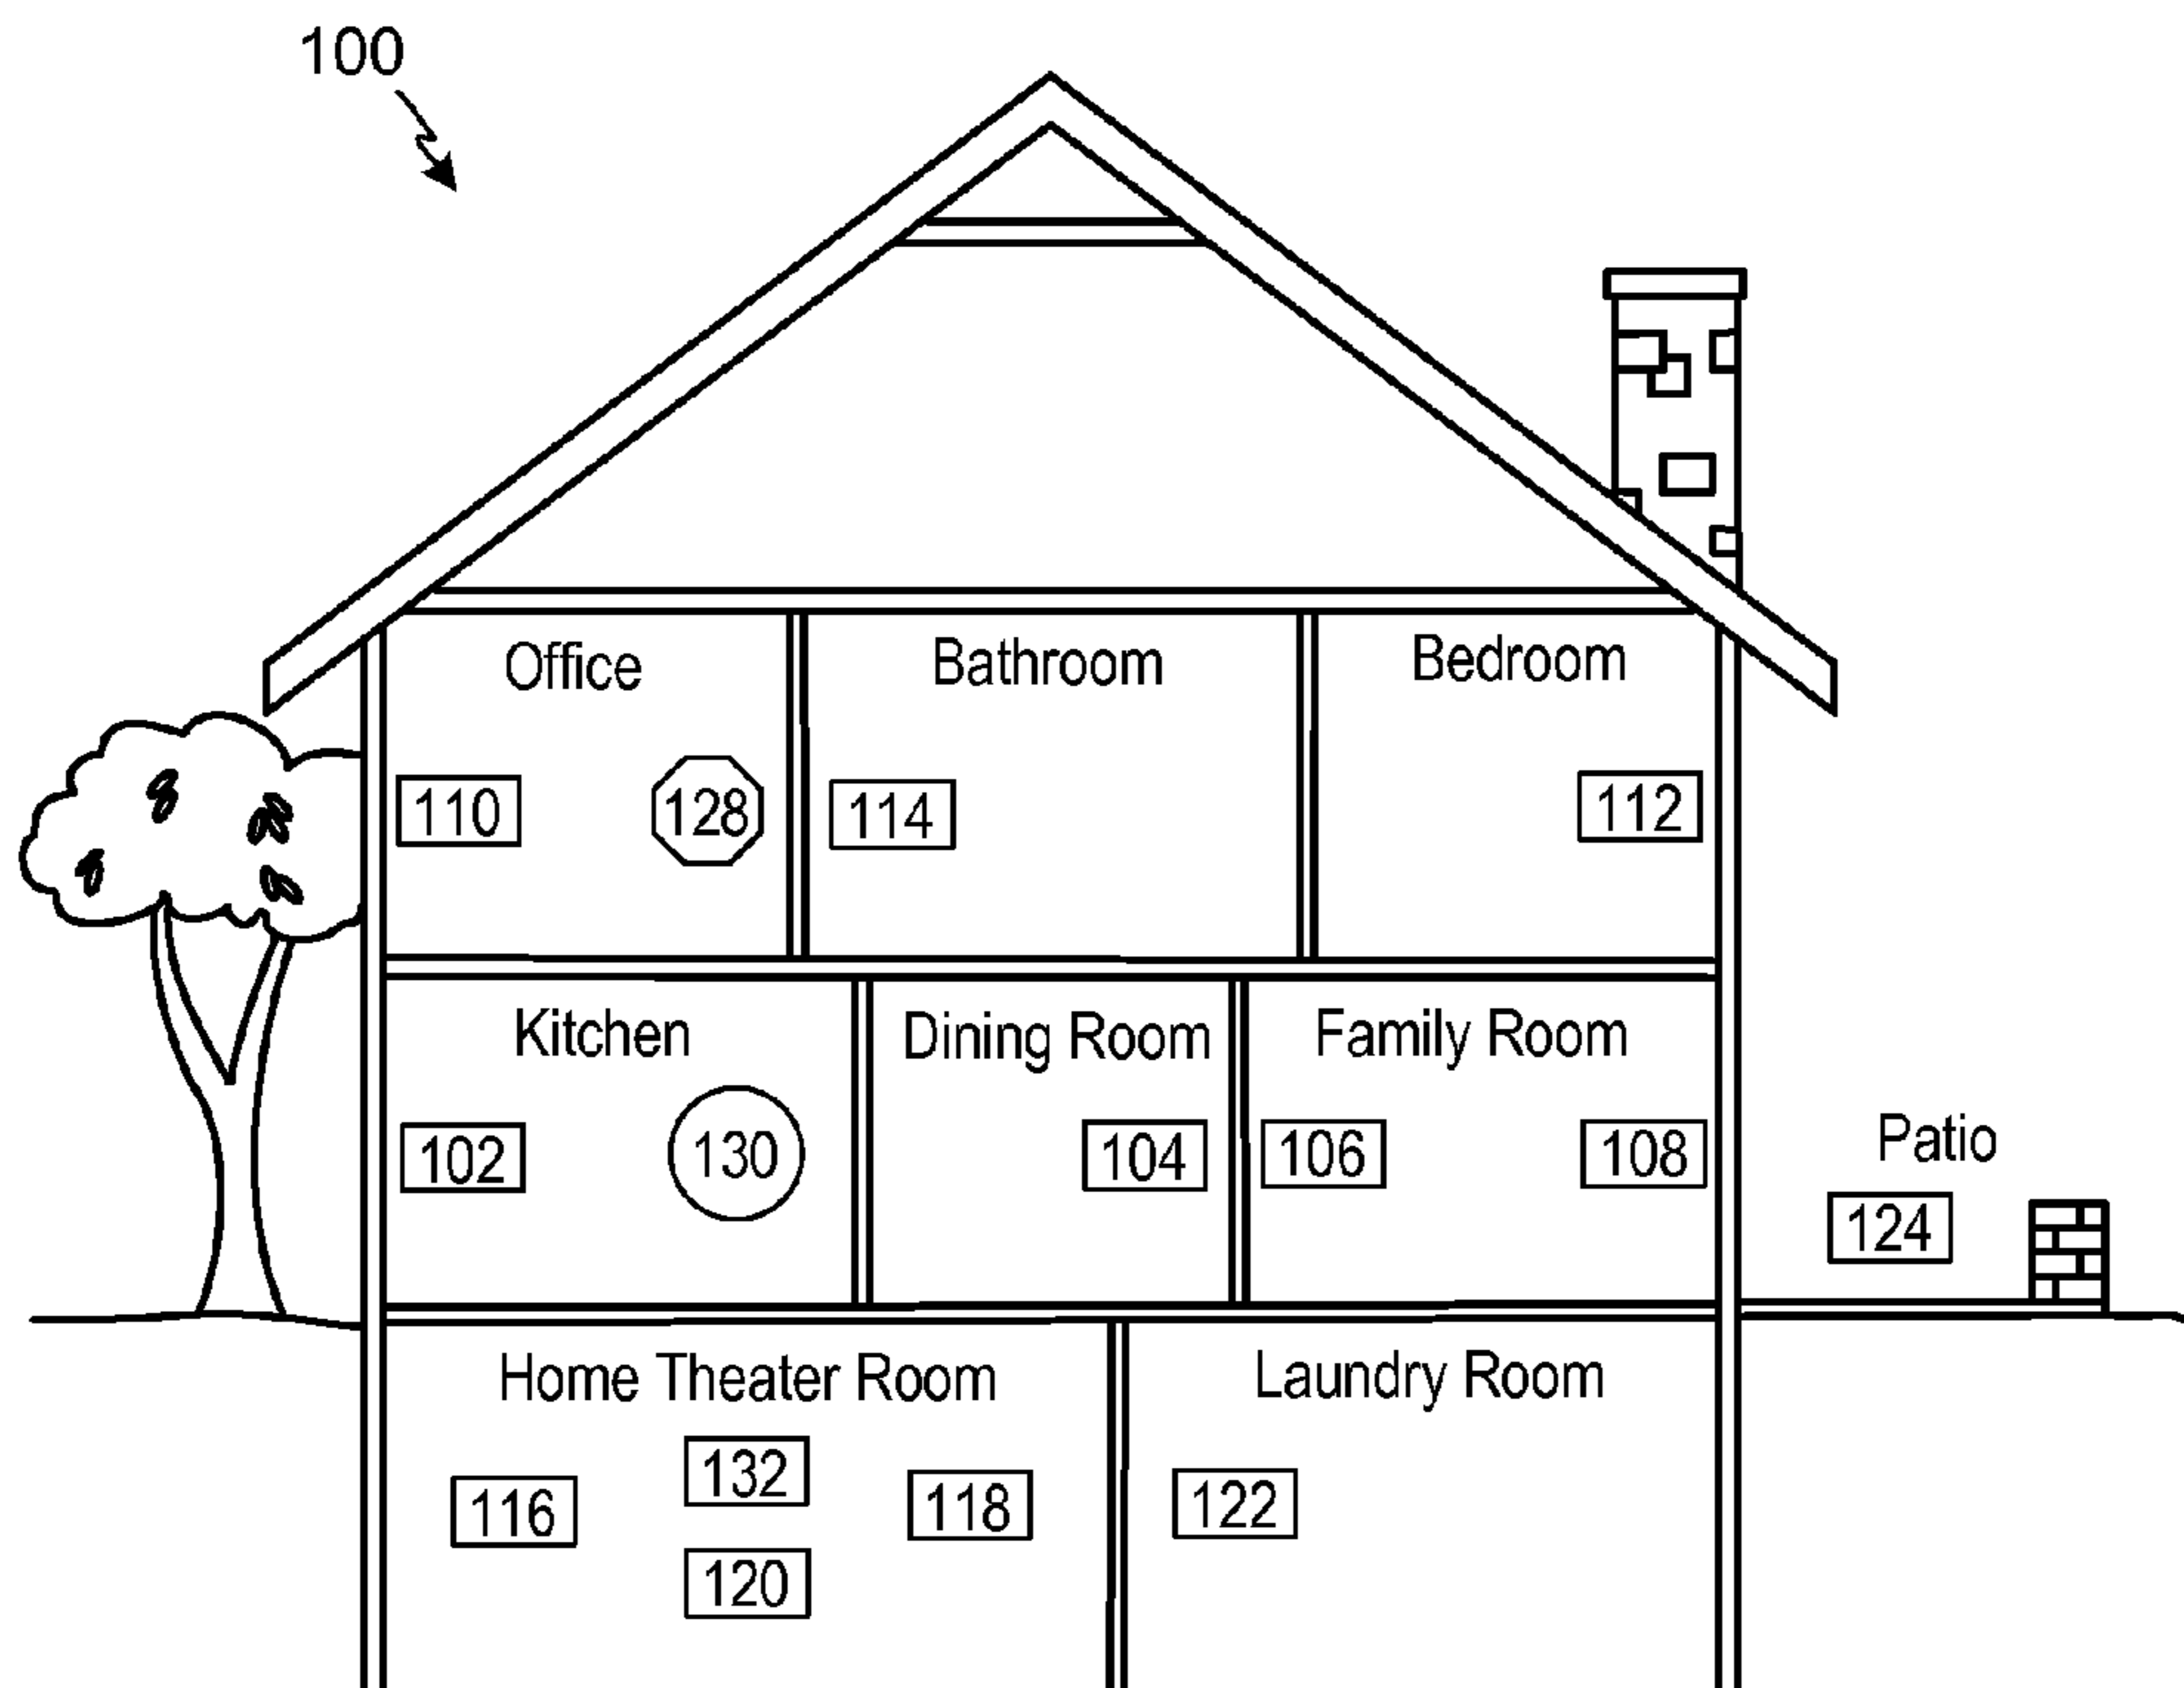 100
Office
Bathroom
Bedroom
110
128
114
112
Kitchen
Dining Room
Family Room
102
130
104
106
108
Patio
124
Home Theater Room
Laundry Room
132
116
118
122
120